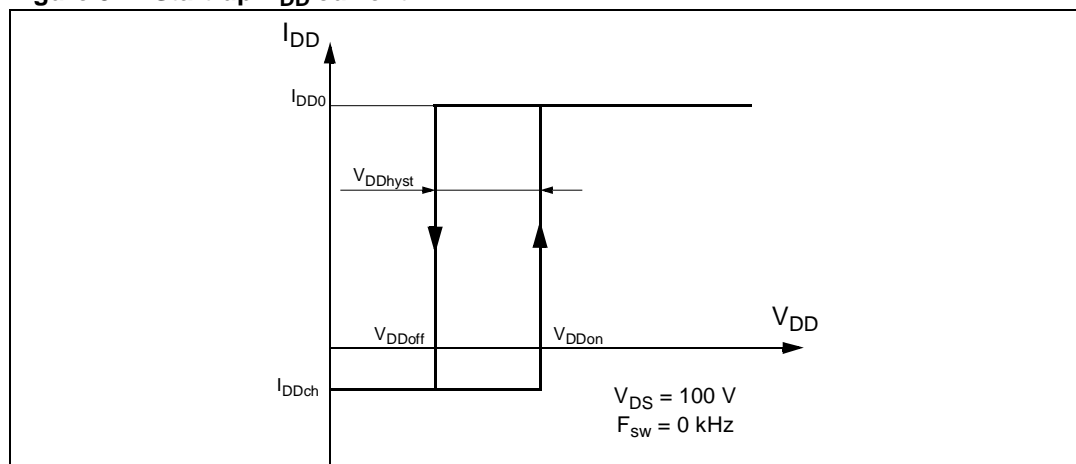 I_DD
I_DD0
V_DDhyst
V_DDoff
V_DDon
V_DD
I_DDch
V_DS = 100 V
F_sw = 0 kHz